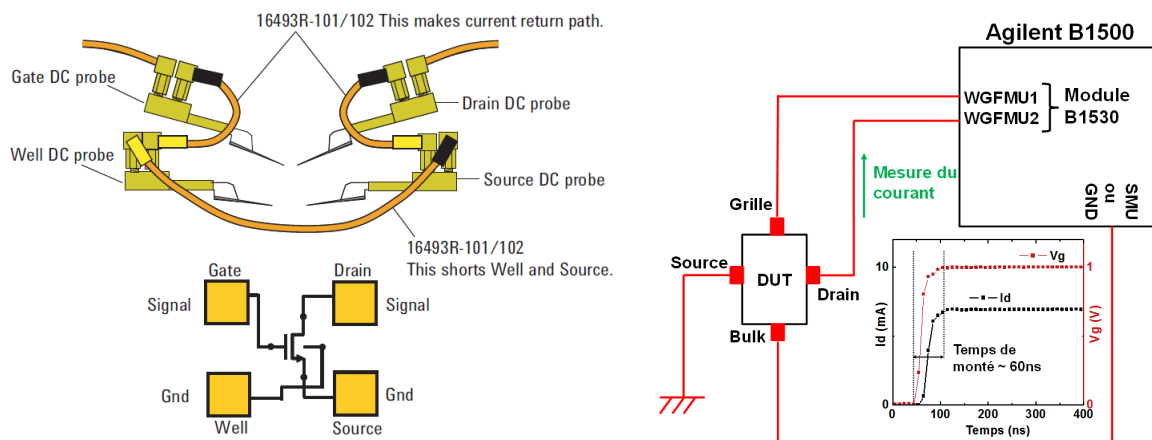 16493R-101/102 This makes current return path.
Gate DC probe
Drain DC probe
Well DC probe
Source DC probe
16493R-101/102
This shorts Well and Source.
Gate
Drain
Signal
Signal
Gnd
Gnd
Well
Source
Agilent B1500
WGFMU1
WGFMU2
Module
B1530
Mesure du
courant
SMU
ou
GND
Grille
Source
DUT
Drain
Bulk
Vg
Id
10
1
Id (mA)
Vg (V)
Temps de
monté ~ 60ns
0
0
0
100
200
300
400
Temps (ns)